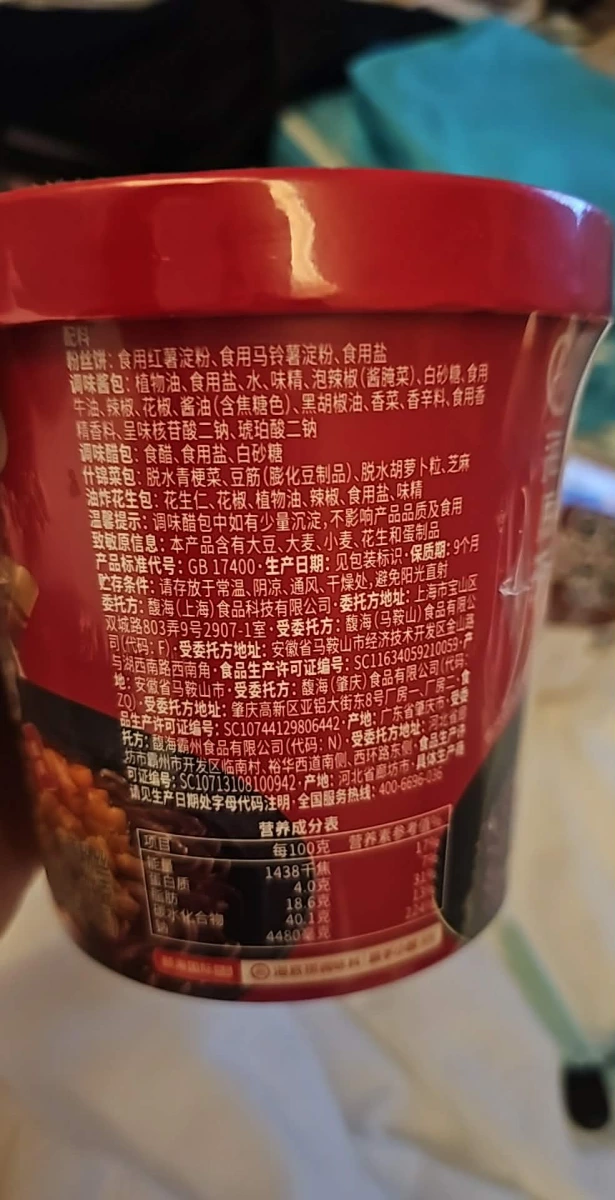 配料
粉丝饼：食用红薯淀粉、食用马铃薯淀粉、食用盐
调味酱包：植物油、食用盐、水、味精、泡辣椒（酱腌菜）、白砂糖、食用
牛油、辣椒、花椒、酱油（含焦糖色）、黑胡椒油、香菜、香辛料、食用香
精香料、呈味核苷酸二钠、琥珀酸二钠
调味醋包：食醋、食用盐、白砂糖
什锦菜包：脱水青梗菜、豆筋（膨化豆制品）、脱水胡萝卜粒、芝麻
油炸花生包：花生仁、花椒、植物油、辣椒、食用盐、味精
温馨提示：调味醋包中如有少量沉淀，不影响产品品质及食用
致敏原信息：本产品含有大豆、大麦、小麦、花生和蛋制品
产品标准代号：GB 17400·生产日期：见包装标识·保质期：9个月
贮存条件：请存放于常温、阴凉、通风、干燥处，避免阳光直射
委托方：馥海（上海）食品科技有限公司·委托方地址：上海市宝山区
双城路803弄9号2907-1室·受委托方：馥海（马鞍山）食品有限公
司（代码：F）·受委托方地址：安徽省马鞍山市经济技术开发区金山路
与湖西南路西南角·食品生产许可证编号：SC11634059210059·产
地：安徽省马鞍山市·受委托方：馥海（肇庆）食品有限公司（代码：
ZQ）·受委托方地址：肇庆高新区亚铝大街东8号厂房一、厂房二·食
品生产许可证编号：SC10744129806442·产地：广东省肇庆市·受委
托方：馥海霸州食品有限公司（代码：N）·受委托方地址：河北省廊
坊市霸州市开发区临南村、裕华西道南侧、西环路东侧·食品生产许
可证编号：SC10713108100942·产地：河北省廊坊市·具体生产商
请见生产日期处字母代码注明·全国服务热线：400-6696-036
营养成分表
项目 每100克 营养素参考值%
能量 1438千焦
蛋白质 4.0克
脂肪 18.6克
碳水化合物 40.1克
钠 4480毫克